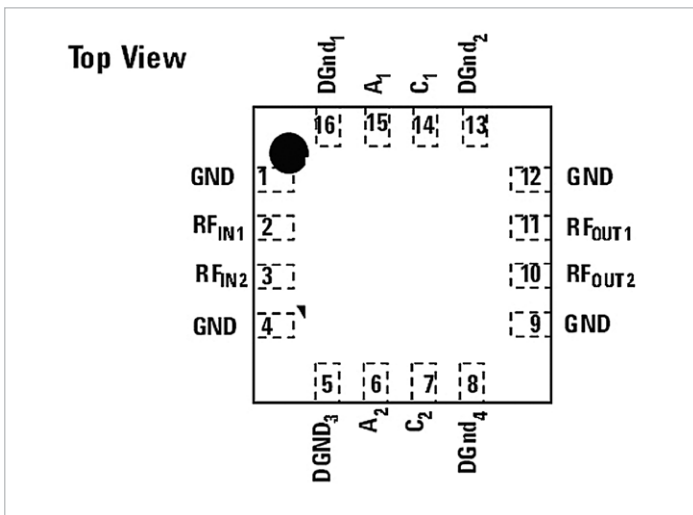 Top View
DGnd1 A1 C1 DGnd2
16 15 14 13
GND 1 12 GND
RFIN1 2 11 RFOUT1
RFIN2 3 10 RFOUT2
GND 4 9 GND
5 6 7 8
DGND3 A2 C2 DGnd4